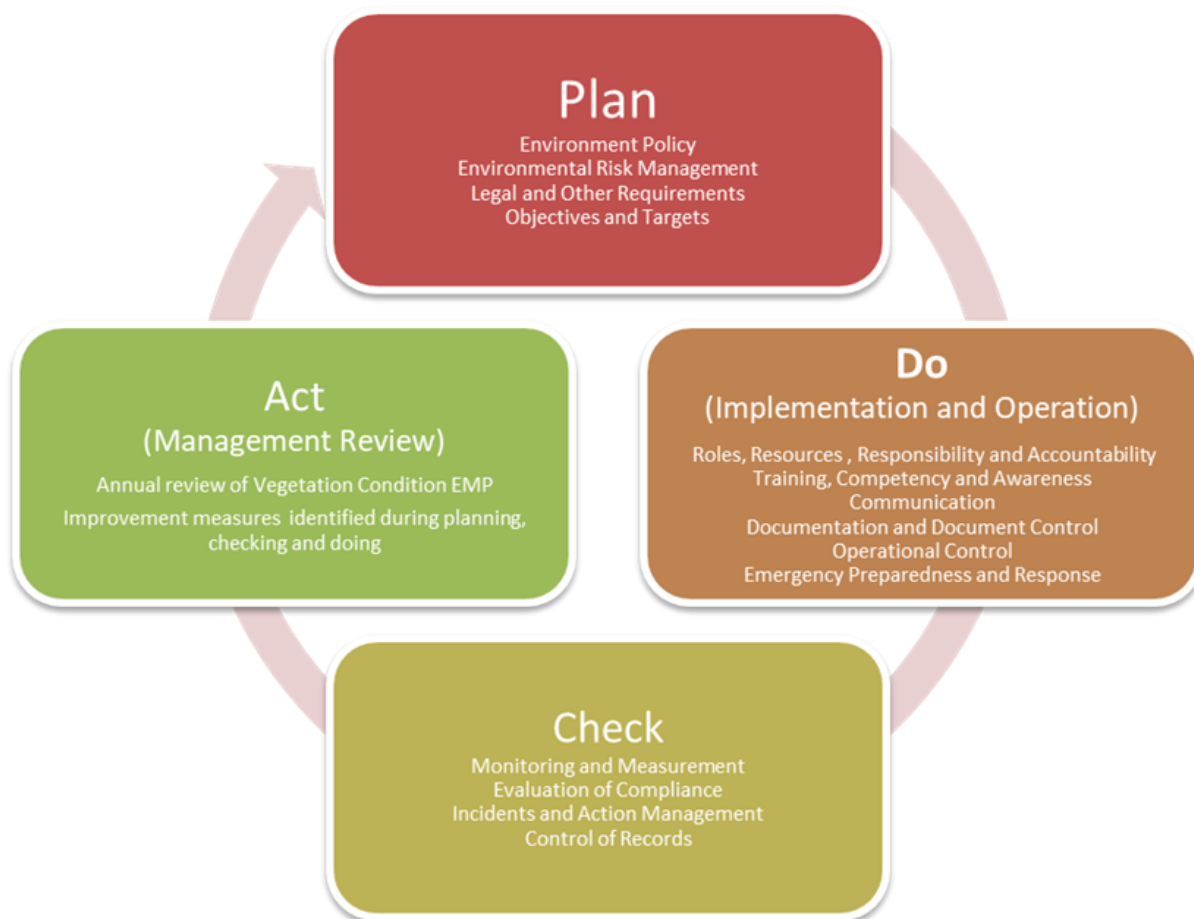 Plan
Environment Policy
Environmental Risk Management
Legal and Other Requirements
Objectives and Targets
Do
(Implementation and Operation)
Roles, Resources , Responsibility and Accountability
Training, Competency and Awareness
Communication
Documentation and Document Control
Operational Control
Emergency Preparedness and Response
Check
Monitoring and Measurement
Evaluation of Compliance
Incidents and Action Management
Control of Records
Act
(Management Review)
Annual review of Vegetation Condition EMP
Improvement measures identified during planning,
checking and doing